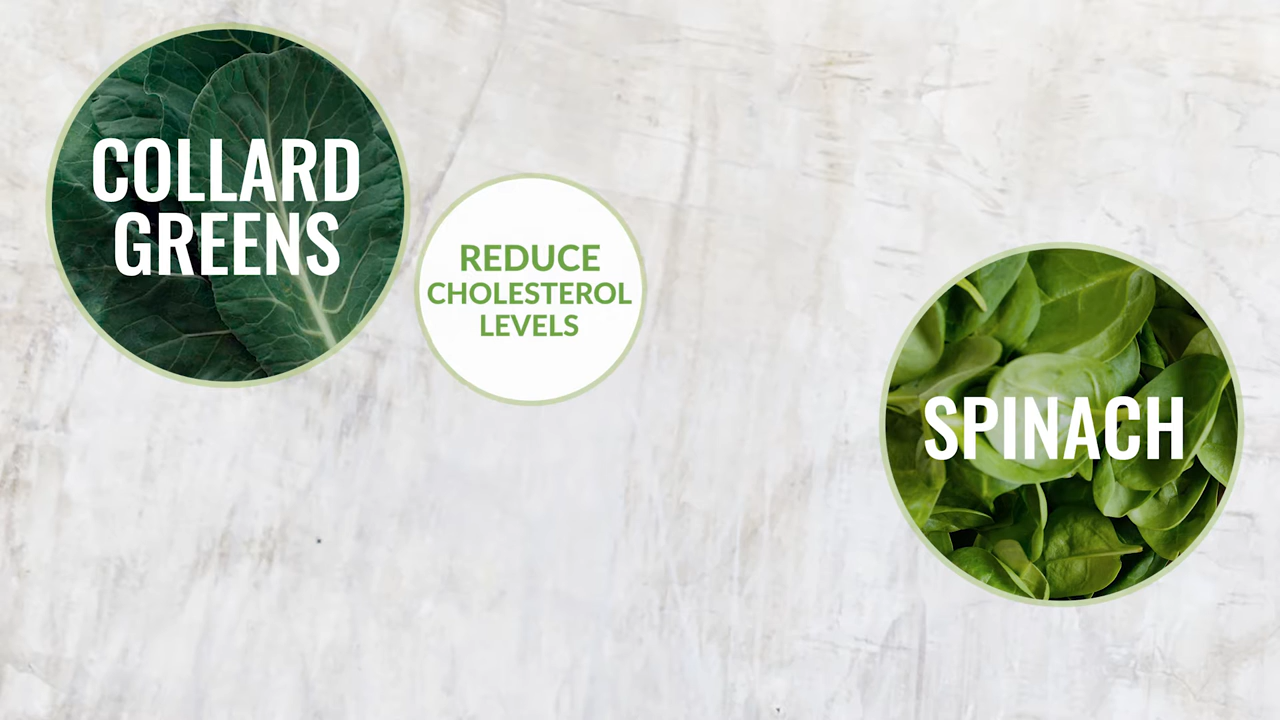 COLLARD
GREENS
REDUCE
CHOLESTEROL
LEVELS
SPINACH